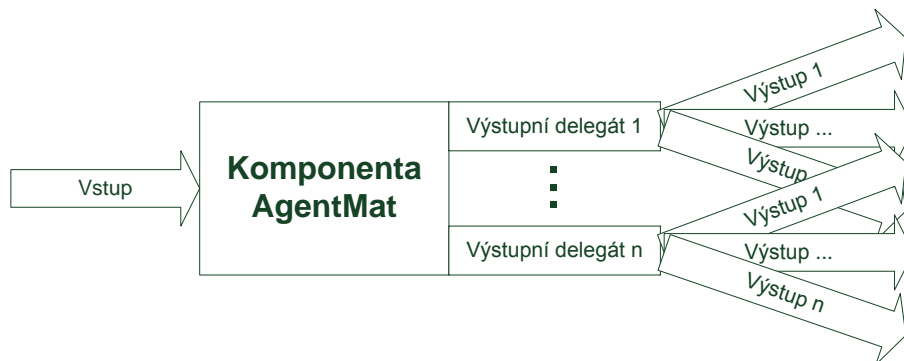 Vstup
Komponenta
AgentMat
Výstupní delegát 1
Výstupní delegát n
Výstup 1
Výstup ...
Výstup
Výstup 1
Výstup ...
Výstup n